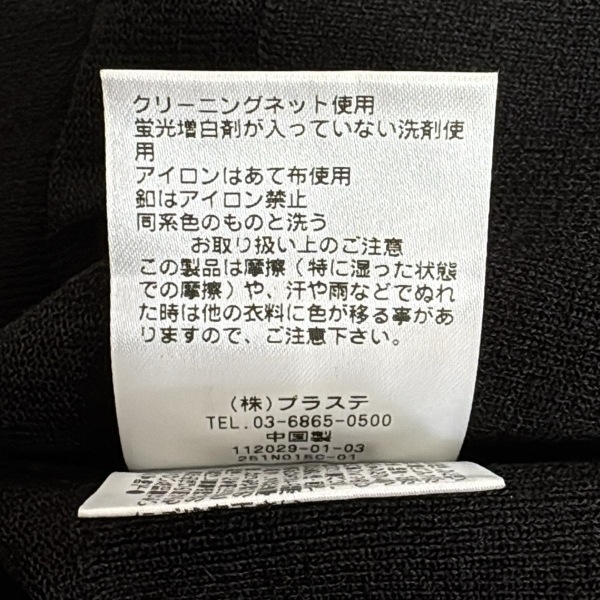 クリーニングネット使用
蛍光増白剤が入っていない洗剤使
用
アイロンはあて布使用
釦はアイロン禁止
同系色のものと洗う
お取り扱い上のご注意
この製品は摩擦(特に湿った状態
での摩擦)や、汗や雨などでぬれ
た時は他の衣料に色が移る事があ
りますので、ご注意下さい。
(株)プラステ
TEL.03-6865-0500
中国製
112029-01-03
251N015C-01